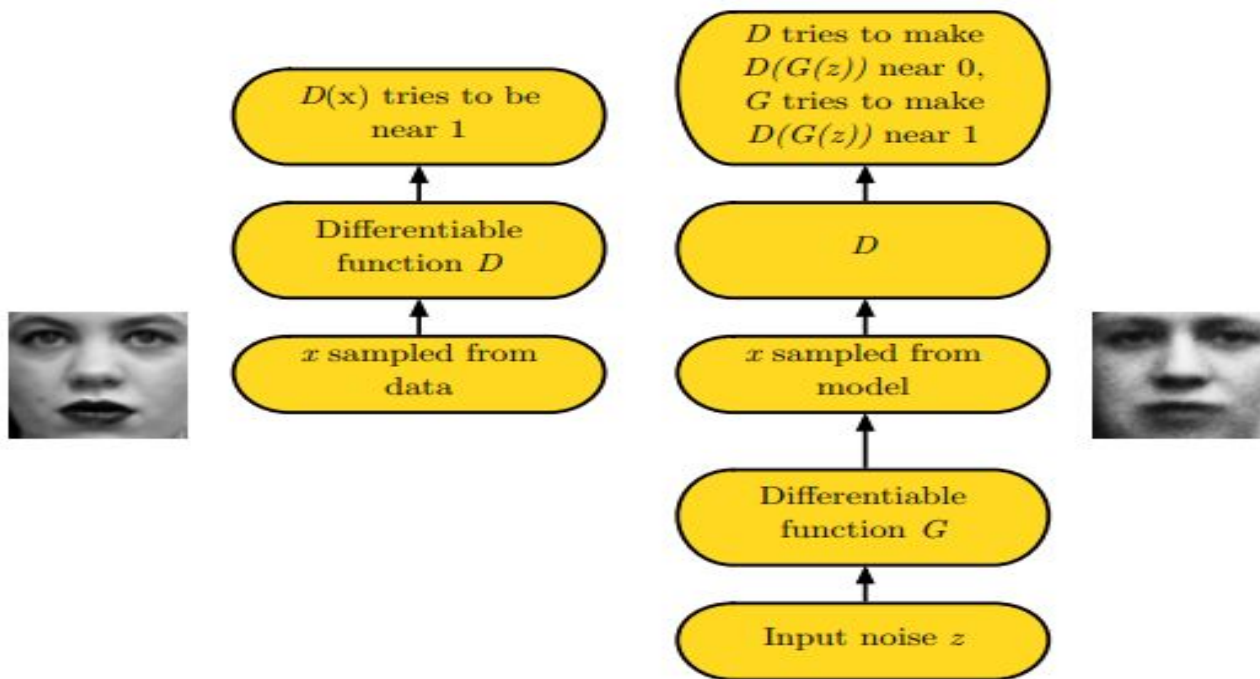 D(x) tries to be
near 1
Differentiable
function D
x sampled from
data
D tries to make
D(G(z)) near 0,
G tries to make
D(G(z)) near 1
D
x sampled from
model
Differentiable
function G
Input noise z